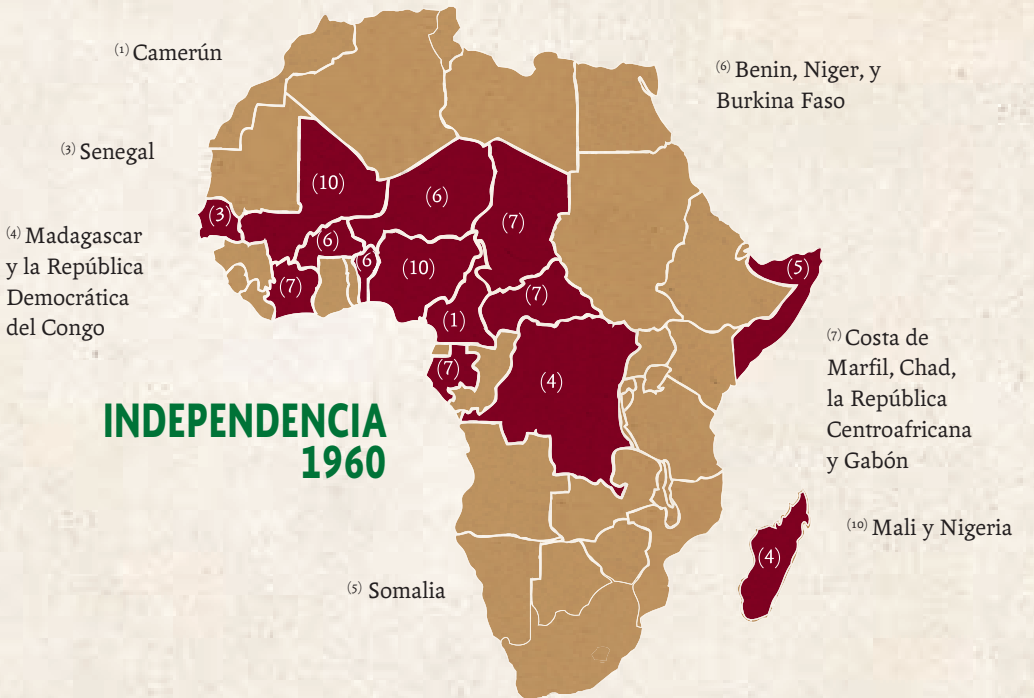 (1) Camerún
(3) Senegal
(4) Madagascar
y la República
Democrática
del Congo
INDEPENDENCIA
1960
(5) Somalia
(6) Benin, Niger, y
Burkina Faso
(7) Costa de
Marfil, Chad,
la República
Centroafricana
y Gabón
(10) Mali y Nigeria
(10)
(6)
(7)
(3)
(6)
(6)
(10)
(7)
(7)
(5)
(1)
(7)
(4)
(4)